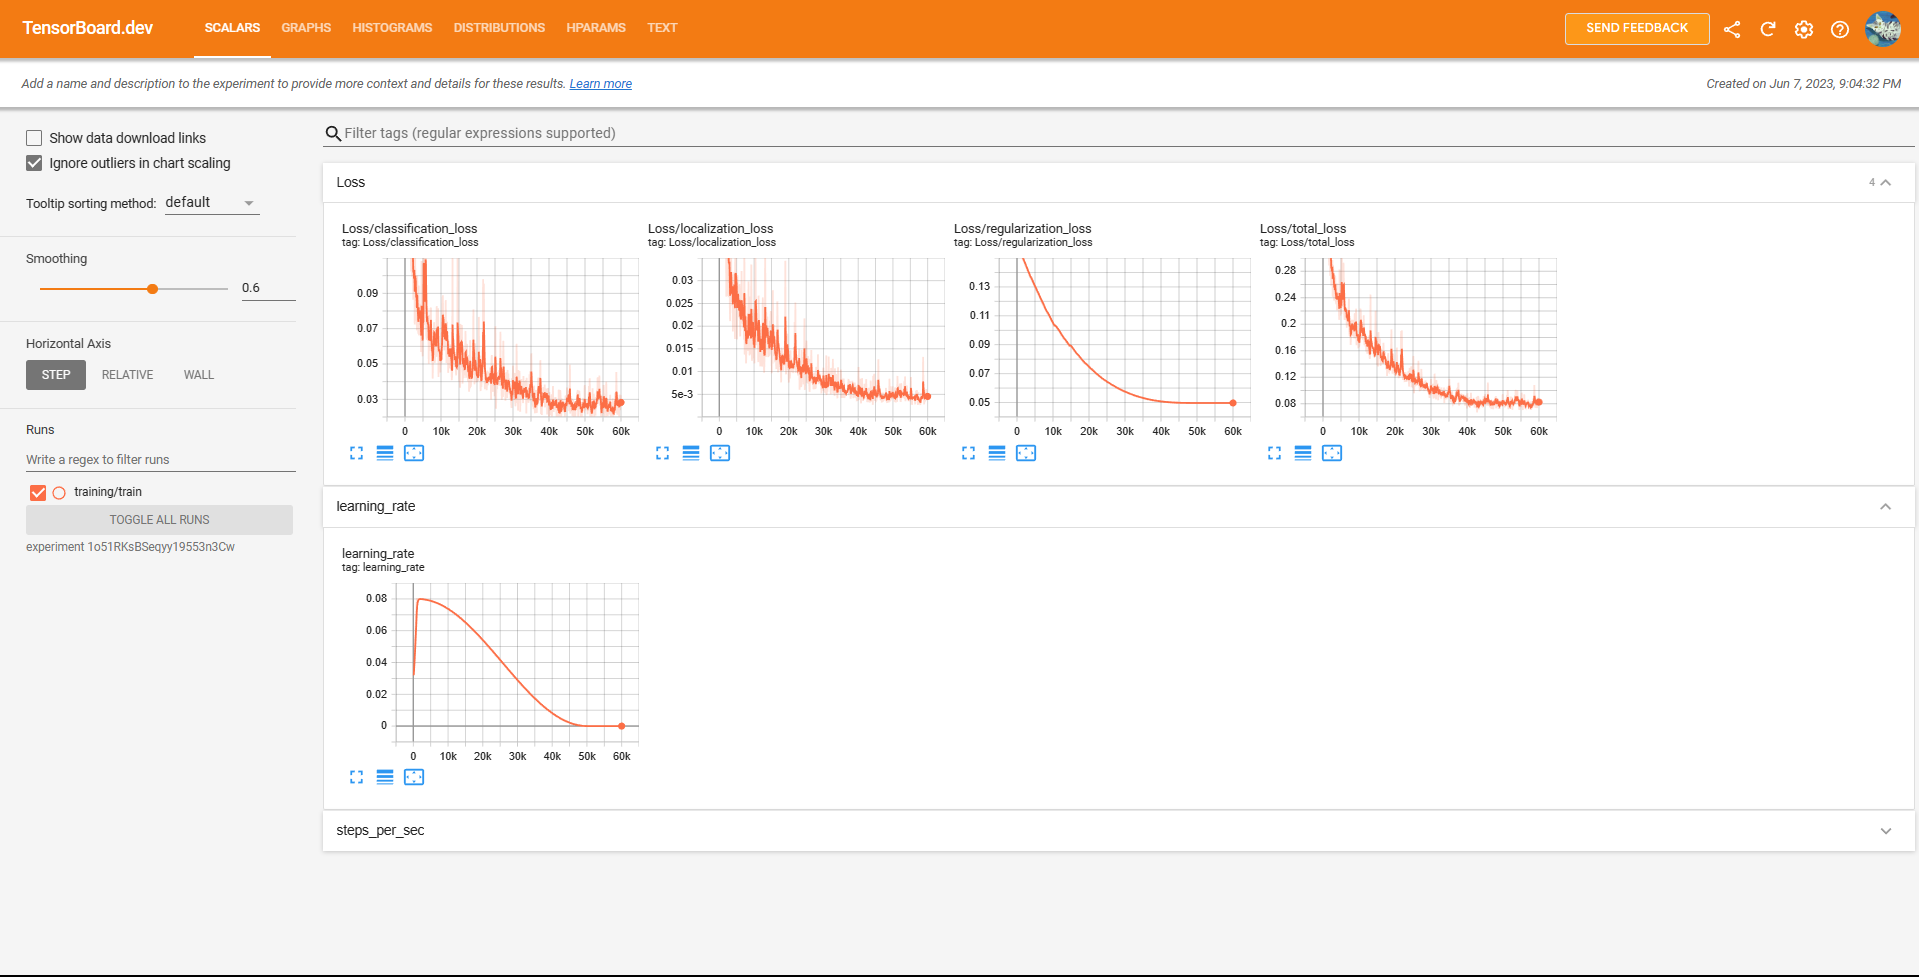 TensorBoard.dev SCALARS GRAPHS HISTOGRAMS DISTRIBUTIONS HPARAMS TEXT SEND FEEDBACK
Add a name and description to the experiment to provide more context and details for these results. Learn more
Created on Jun 7, 2023, 9:04:32 PM
Show data download links
Ignore outliers in chart scaling
Tooltip sorting method: default
Smoothing
0.6
Horizontal Axis
STEP RELATIVE WALL
Runs
Write a regex to filter runs
training/train
TOGGLE ALL RUNS
experiment 1o51RKsBSeqyy19553n3Cw
Filter tags (regular expressions supported)
Loss
4
Loss/classification_loss
tag: Loss/classification_loss
0.09
0.07
0.05
0.03
0 10k 20k 30k 40k 50k 60k
Loss/localization_loss
tag: Loss/localization_loss
0.03
0.025
0.02
0.015
0.01
5e-3
0 10k 20k 30k 40k 50k 60k
Loss/regularization_loss
tag: Loss/regularization_loss
0.13
0.11
0.09
0.07
0.05
0 10k 20k 30k 40k 50k 60k
Loss/total_loss
tag: Loss/total_loss
0.28
0.24
0.2
0.16
0.12
0.08
0 10k 20k 30k 40k 50k 60k
learning_rate
learning_rate
tag: learning_rate
0.08
0.06
0.04
0.02
0
0 10k 20k 30k 40k 50k 60k
steps_per_sec